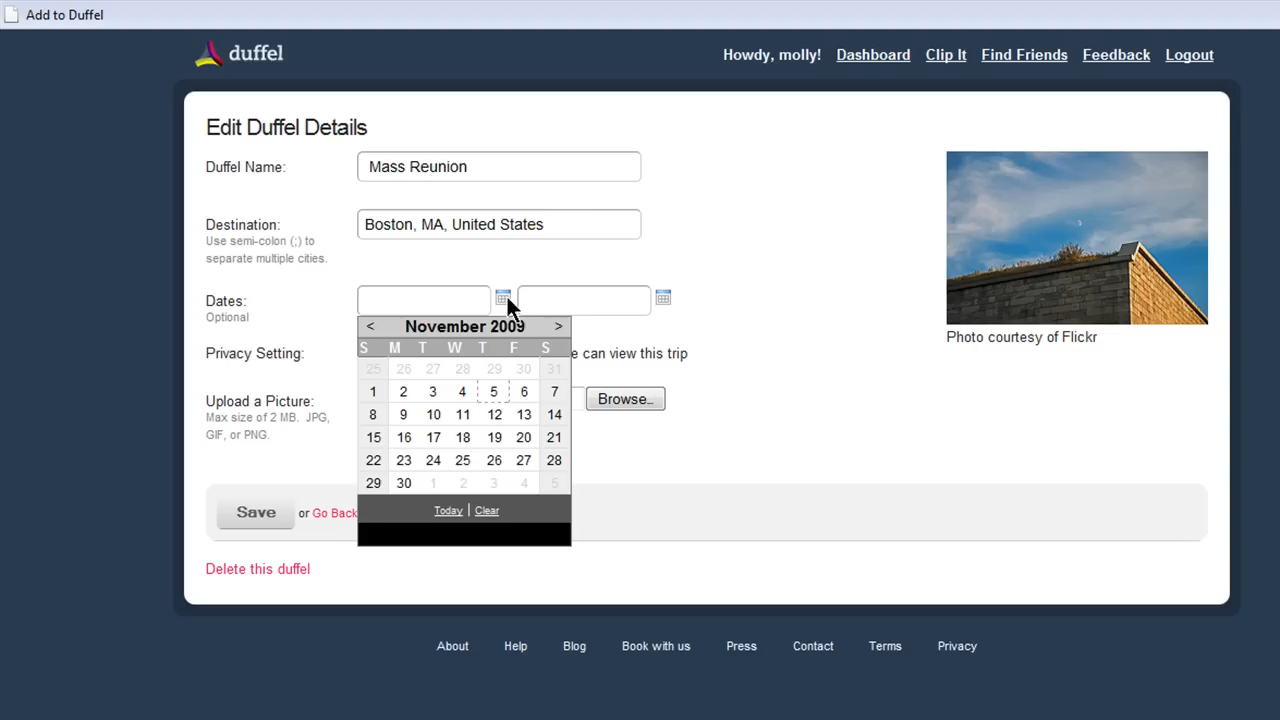 Add to Duffel
duffel
Howdy, molly! Dashboard Clip It Find Friends Feedback Logout
Edit Duffel Details
Duffel Name: Mass Reunion
Destination: Boston, MA, United States
Use semi-colon (;) to
separate multiple cities.
Dates:
Optional
< November 2009 >
S M T W T F S
25 26 27 28 29 30 31
1 2 3 4 5 6 7
8 9 10 11 12 13 14
15 16 17 18 19 20 21
22 23 24 25 26 27 28
29 30 1 2 3 4 5
Today | Clear
Privacy Setting: e can view this trip
Upload a Picture: Browse...
Max size of 2 MB. JPG,
GIF, or PNG.
Photo courtesy of Flickr
Save or Go Back
Delete this duffel
About Help Blog Book with us Press Contact Terms Privacy